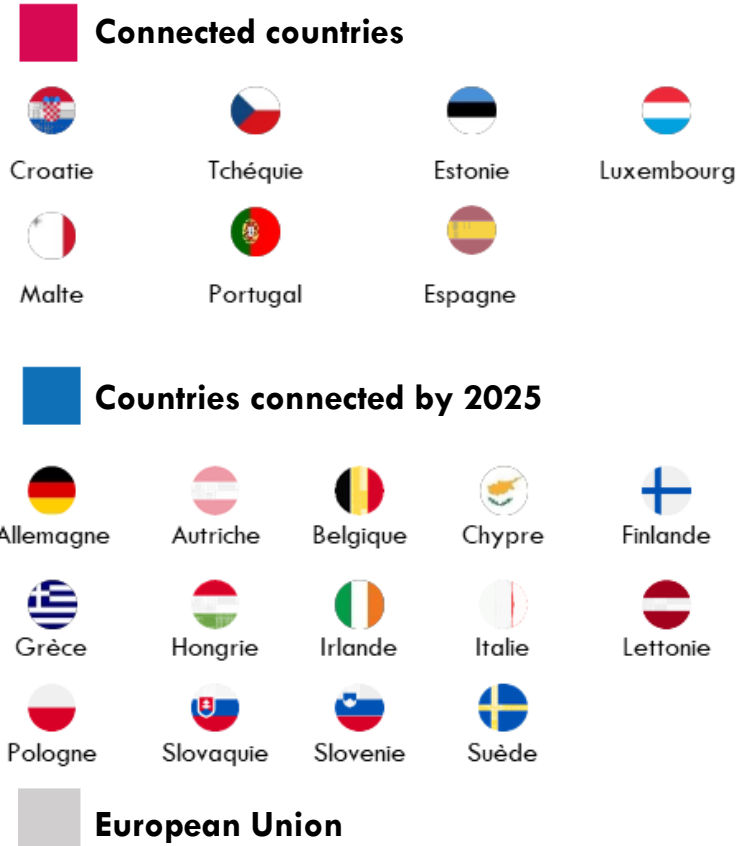 Connected countries
Croatie Tchéquie Estonie Luxembourg
Malte Portugal Espagne
Countries connected by 2025
Allemagne Autriche Belgique Chypre Finlande
Grèce Hongrie Irlande Italie Lettonie
Pologne Slovaquie Slovenie Suède
European Union